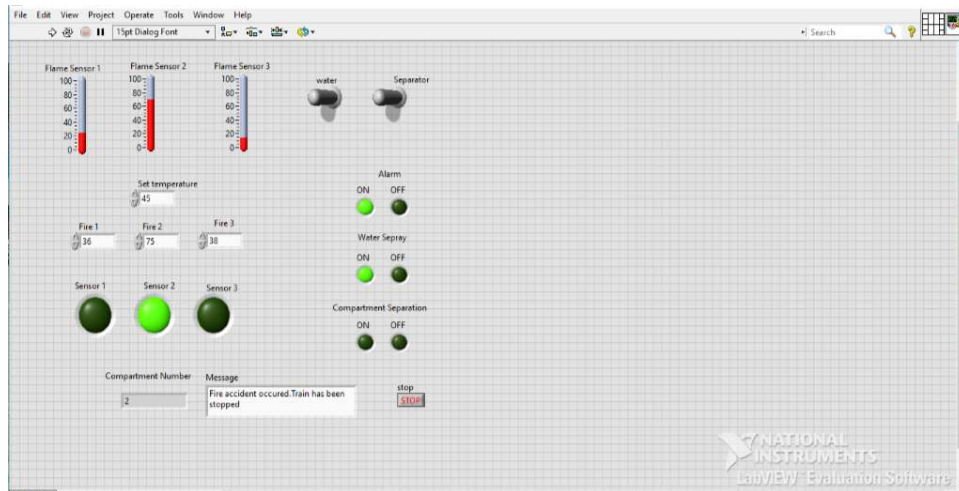 File Edit View Project Operate Tools Window Help
15pt Dialog Font
Search
Flame Sensor 1 Flame Sensor 2 Flame Sensor 3
100 100 100
80 80 80
60 60 60
40 40 40
20 20 20
0 0 0
water Separator
Set temperature
45
Alarm
ON OFF
Fire 1 Fire 2 Fire 3
36 75 38
Water Sepray
ON OFF
Sensor 1 Sensor 2 Sensor 3
Compartment Separation
ON OFF
Compartment Number
2
Message
Fire accident occured.Train has been
stopped
stop
STOP
NATIONAL
INSTRUMENTS
LabVIEW Evaluation Software